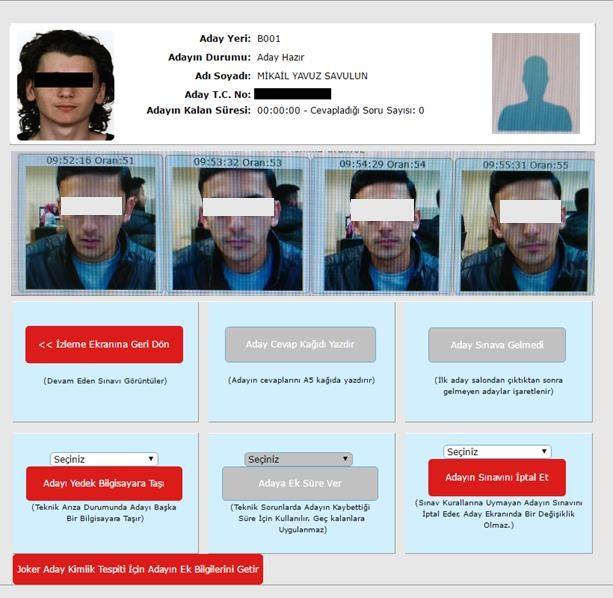 Aday Yeri: B001
Adayın Durumu: Aday Hazır
Adı Soyadı: MİKAİL YAVUZ SAVULUN
Aday T.C. No:
Adayın Kalan Süresi: 00:00:00 - Cevapladığı Soru Sayısı: 0
09:52:16 Oran:51 09:53:32 Oran:53 09:54:29 Oran:54 09:55:31 Oran:55
<< İzleme Ekranına Geri Dön
(Devam Eden Sınavı Görüntüler)
Aday Cevap Kağıdı Yazdır
(Adayın cevaplarını A5 kağıda yazdırır)
Aday Sınava Gelmedi
(İlk aday salondan çıktıktan sonra
gelmeyen adaylar işaretlenir)
Seçiniz
Adayı Yedek Bilgisayara Taşı
(Teknik Arıza Durumunda Adayı Başka
Bir Bilgisayara Taşır)
Seçiniz
Adaya Ek Süre Ver
(Teknik Sorunlarda Adayın Kaybettiği
Süre İçin Kullanılır. Geç kalanlara
Uygulanmaz)
Seçiniz
Adayın Sınavını İptal Et
(Sınav Kurallarına Uymayan Adayın Sınavını
İptal Eder, Aday Ekranında Bir Değişiklik
Olmaz.)
Joker Aday Kimlik Tespiti İçin Adayın Ek Bilgilerini Getir